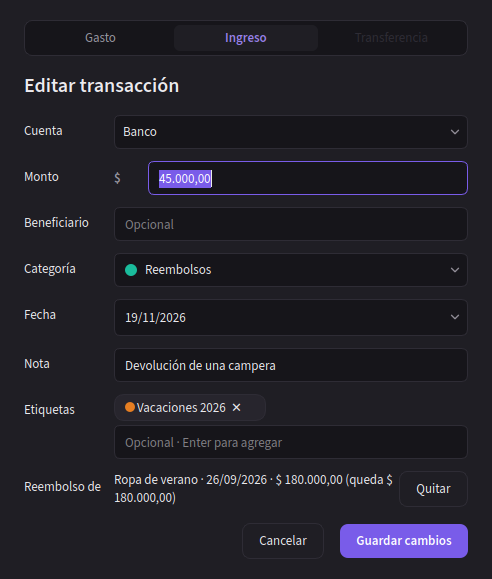 Gasto
Ingreso
Transferencia
Editar transacción
Cuenta
Banco
Monto
$
45.000,00
Beneficiario
Opcional
Categoría
Reembolsos
Fecha
19/11/2026
Nota
Devolución de una campera
Etiquetas
Vacaciones 2026 ✕
Opcional · Enter para agregar
Reembolso de
Ropa de verano · 26/09/2026 · $ 180.000,00 (queda $
180.000,00)
Quitar
Cancelar
Guardar cambios